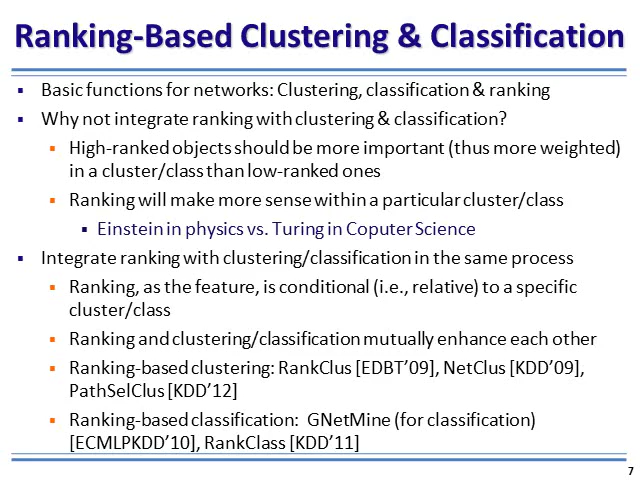 Ranking-Based Clustering & Classification
▪ Basic functions for networks: Clustering, classification & ranking
▪ Why not integrate ranking with clustering & classification?
▪ High-ranked objects should be more important (thus more weighted)
in a cluster/class than low-ranked ones
▪ Ranking will make more sense within a particular cluster/class
▪ Einstein in physics vs. Turing in Coputer Science
▪ Integrate ranking with clustering/classification in the same process
▪ Ranking, as the feature, is conditional (i.e., relative) to a specific
cluster/class
▪ Ranking and clustering/classification mutually enhance each other
▪ Ranking-based clustering: RankClus [EDBT’09], NetClus [KDD’09],
PathSelClus [KDD’12]
▪ Ranking-based classification: GNetMine (for classification)
[ECMLPKDD’10], RankClass [KDD’11]
7